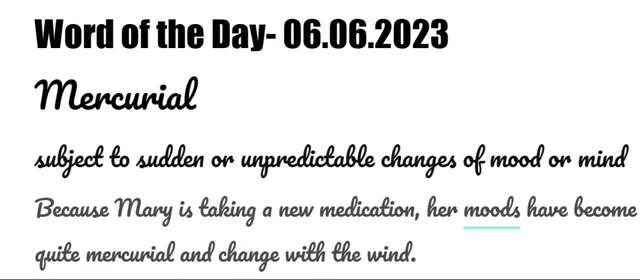 Word of the Day- 06.06.2023
Mercurial
subject to sudden or unpredictable changes of mood or mind
Because Mary is taking a new medication, her moods have become
quite mercurial and change with the wind.